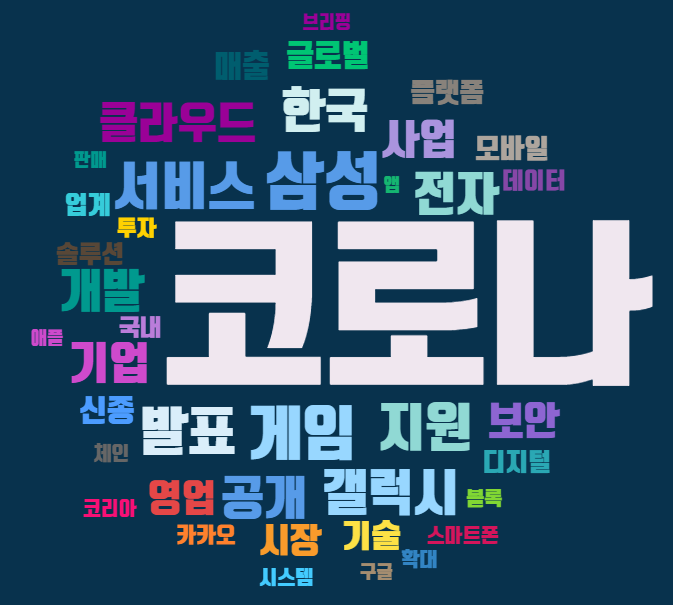 브리핑
글로벌
매출
플랫폼
한국
클라우드
사업
모바일
판매
서비스
삼성
앱
전자
데이터
업계
투자
코로나
솔루션
개발
국내
애플
기업
신종
발표
게임
지원
보안
체인
디지털
영업
공개
갤럭시
블록
코리아
카카오
시장
기술
스마트폰
확대
시스템
구글